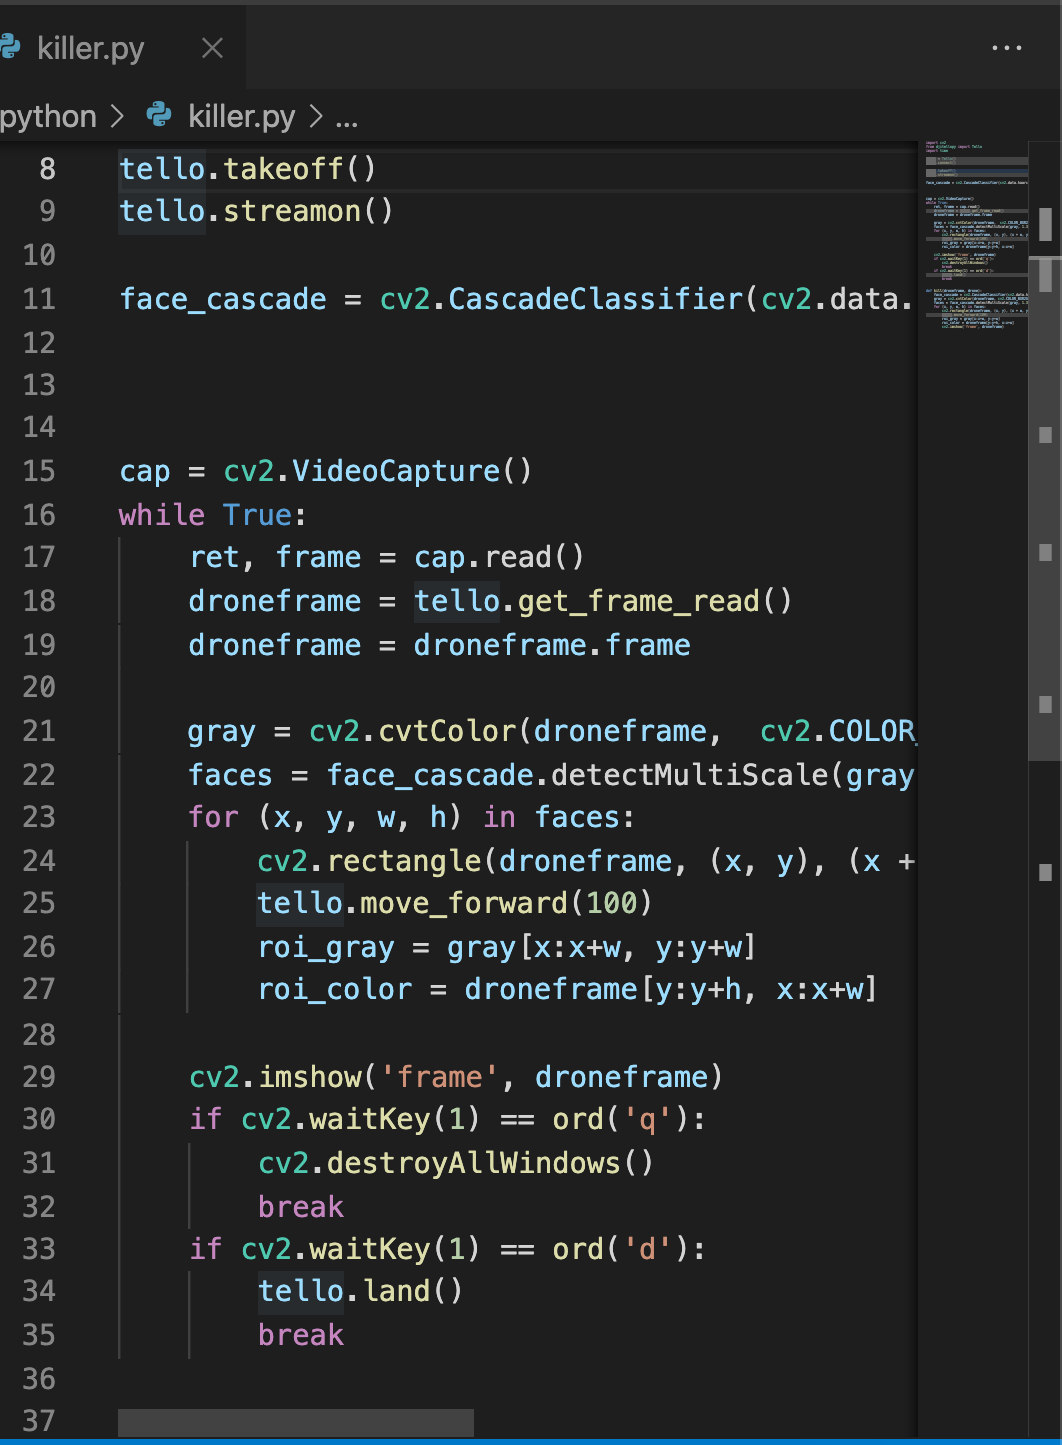 killer.py
python > killer.py > ...
8 tello.takeoff()
9 tello.streamon()
10
11 face_cascade = cv2.CascadeClassifier(cv2.data.
12
13
14
15 cap = cv2.VideoCapture()
16 while True:
17 ret, frame = cap.read()
18 droneframe = tello.get_frame_read()
19 droneframe = droneframe.frame
20
21 gray = cv2.cvtColor(droneframe,  cv2.COLOR_
22 faces = face_cascade.detectMultiScale(gray
23 for (x, y, w, h) in faces:
24 cv2.rectangle(droneframe, (x, y), (x +
25 tello.move_forward(100)
26 roi_gray = gray[x:x+w, y:y+w]
27 roi_color = droneframe[y:y+h, x:x+w]
28
29 cv2.imshow('frame', droneframe)
30 if cv2.waitKey(1) == ord('q'):
31 cv2.destroyAllWindows()
32 break
33 if cv2.waitKey(1) == ord('d'):
34 tello.land()
35 break
36
37